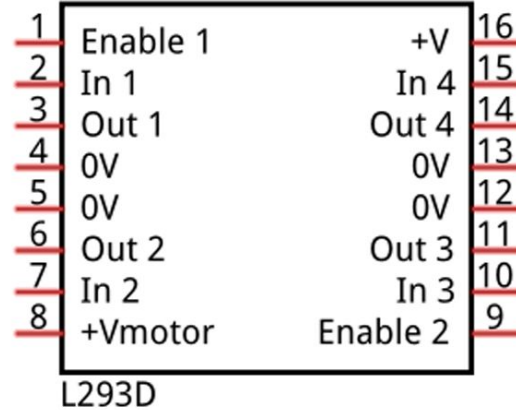 1 Enable 1 +V 16
2 In 1 In 4 15
3 Out 1 Out 4 14
4 0V 0V 13
5 0V 0V 12
6 Out 2 Out 3 11
7 In 2 In 3 10
8 +Vmotor Enable 2 9
L293D